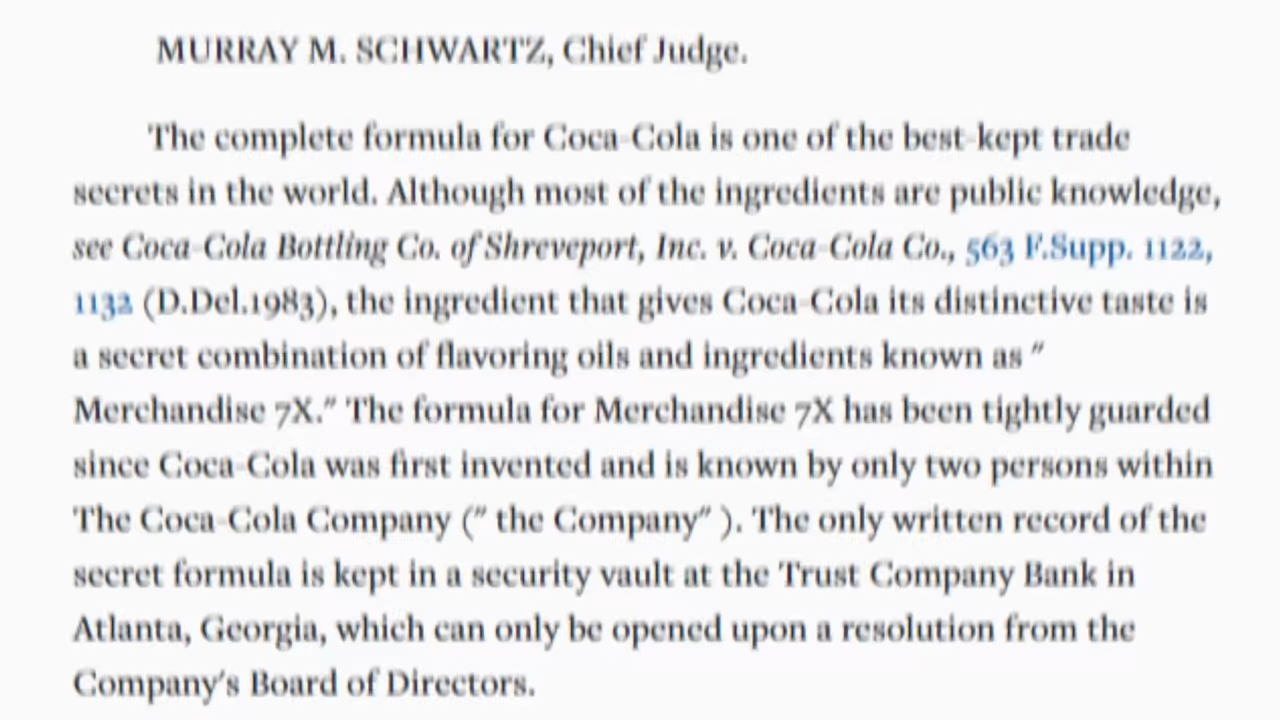 MURRAY M. SCHWARTZ, Chief Judge.
The complete formula for Coca-Cola is one of the best-kept trade
secrets in the world. Although most of the ingredients are public knowledge,
see Coca-Cola Bottling Co. of Shreveport, Inc. v. Coca-Cola Co., 563 F.Supp. 1122,
1132 (D.Del.1983), the ingredient that gives Coca-Cola its distinctive taste is
a secret combination of flavoring oils and ingredients known as "
Merchandise 7X." The formula for Merchandise 7X has been tightly guarded
since Coca-Cola was first invented and is known by only two persons within
The Coca-Cola Company (" the Company" ). The only written record of the
secret formula is kept in a security vault at the Trust Company Bank in
Atlanta, Georgia, which can only be opened upon a resolution from the
Company's Board of Directors.